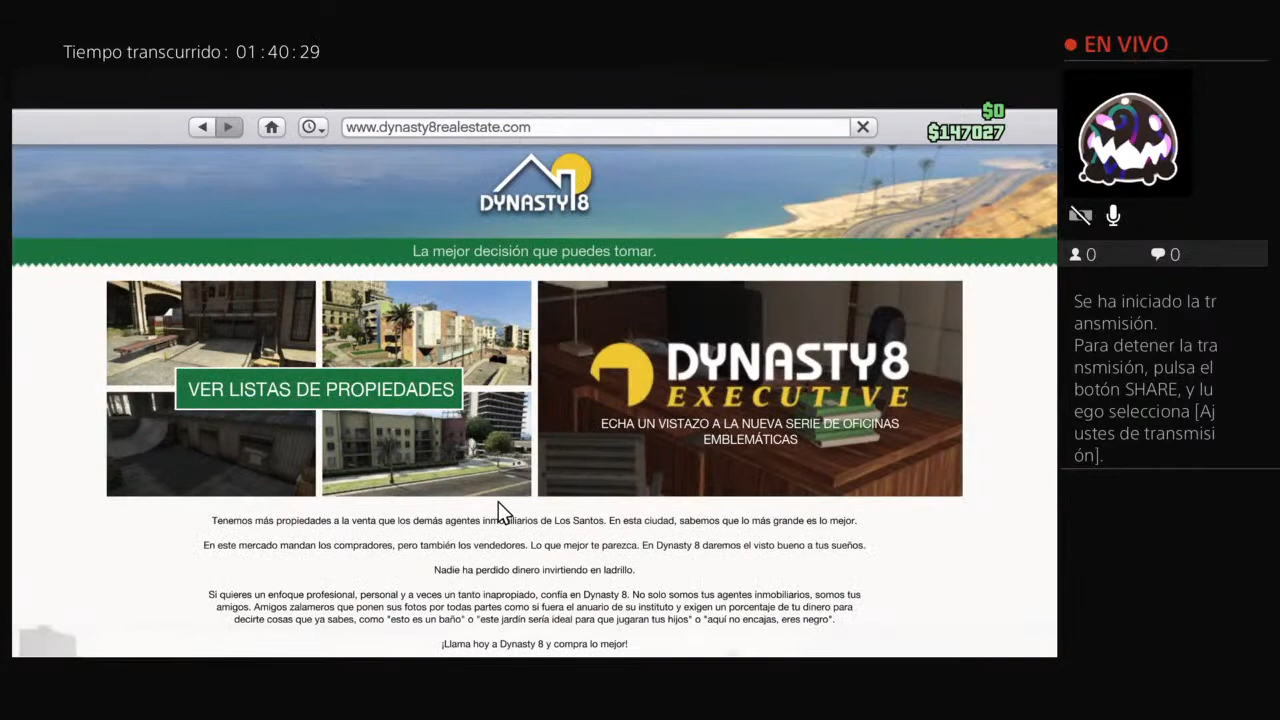 Tiempo transcurrido: 01:40:29
EN VIVO
www.dynasty8realestate.com
$0
$147027
DYNASTY8
La mejor decisión que puedes tomar.
VER LISTAS DE PROPIEDADES
DYNASTY8
EXECUTIVE
ECHA UN VISTAZO A LA NUEVA SERIE DE OFICINAS
EMBLEMÁTICAS
Tenemos más propiedades a la venta que los demás agentes inmobiliarios de Los Santos. En esta ciudad, sabemos que lo más grande es lo mejor.
En este mercado mandan los compradores, pero también los vendedores. Lo que mejor te parezca. En Dynasty 8 daremos el visto bueno a tus sueños.
Nadie ha perdido dinero invirtiendo en ladrillo.
Si quieres un enfoque profesional, personal y a veces un tanto inapropiado, confía en Dynasty 8. No solo somos tus agentes inmobiliarios, somos tus
amigos. Amigos zalameros que ponen sus fotos por todas partes como si fuera el anuario de su instituto y exigen un porcentaje de tu dinero para
decirte cosas que ya sabes, como "esto es un baño" o "este jardín sería ideal para que jugaran tus hijos" o "aquí no encajas, eres negro".
¡Llama hoy a Dynasty 8 y compra lo mejor!
0
0
Se ha iniciado la tr
ansmisión.
Para detener la tra
nsmisión, pulsa el
botón SHARE, y lu
ego selecciona [Aj
ustes de transmisi
ón].